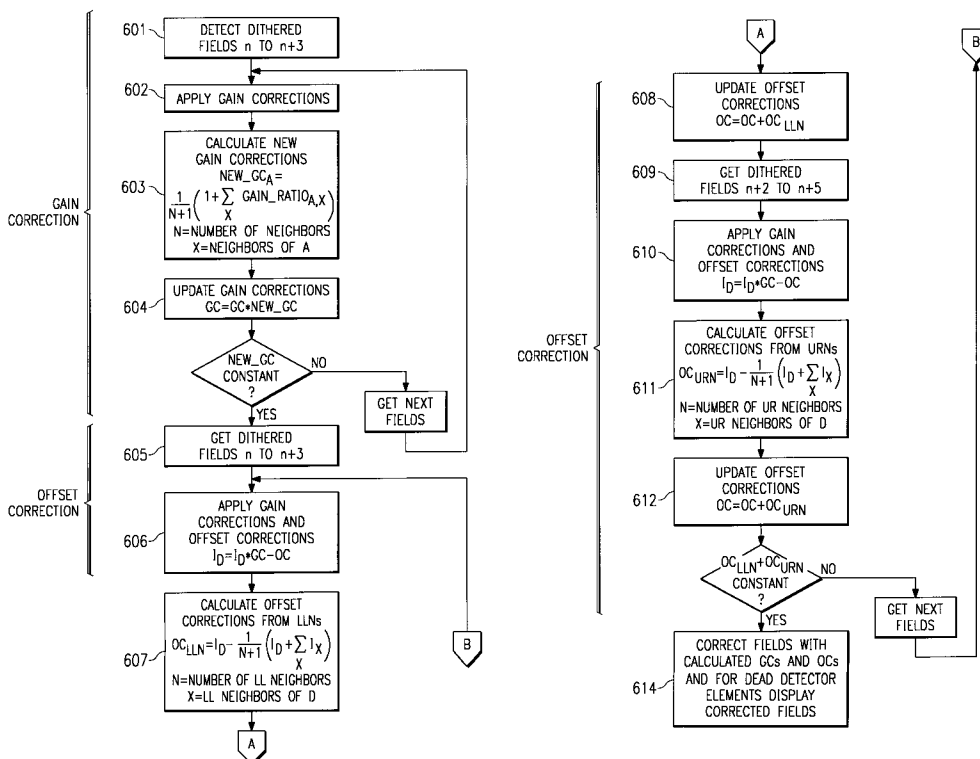 601
DETECT DITHERED
FIELDS n TO n+3
602
APPLY GAIN CORRECTIONS
603
CALCULATE NEW
GAIN CORRECTIONS
NEW_GC_A=
1/N+1 (1+∑ GAIN_RATIO_A,X)
X
N=NUMBER OF NEIGHBORS
X=NEIGHBORS OF A
GAIN
CORRECTION
604
UPDATE GAIN CORRECTIONS
GC=GC*NEW_GC
NEW_GC
CONSTANT
?
NO
YES
GET NEXT
FIELDS
605
GET DITHERED
FIELDS n TO n+3
OFFSET
CORRECTION
606
APPLY GAIN
CORRECTIONS AND
OFFSET CORRECTIONS
I_D=I_D*GC-OC
607
CALCULATE OFFSET
CORRECTIONS FROM LLNs
OC_LLN=I_D-1/N+1 (I_D+∑ I_X)
X
N=NUMBER OF LL NEIGHBORS
X=LL NEIGHBORS OF D
A
B
A
B
608
UPDATE OFFSET
CORRECTIONS
OC=OC+OC_LLN
609
GET DITHERED
FIELDS n+2 TO n+5
610
APPLY GAIN
CORRECTIONS AND
OFFSET CORRECTIONS
I_D=I_D*GC-OC
OFFSET
CORRECTION
611
CALCULATE OFFSET
CORRECTIONS FROM URNs
OC_URN=I_D-1/N+1 (I_D+∑ I_X)
X
N=NUMBER OF UR NEIGHBORS
X=UR NEIGHBORS OF D
612
UPDATE OFFSET
CORRECTIONS
OC=OC+OC_URN
OC_LLN+OC_URN
CONSTANT
?
NO
YES
GET NEXT
FIELDS
614
CORRECT FIELDS WITH
CALCULATED GCs AND OCs
AND FOR DEAD DETECTOR
ELEMENTS DISPLAY
CORRECTED FIELDS